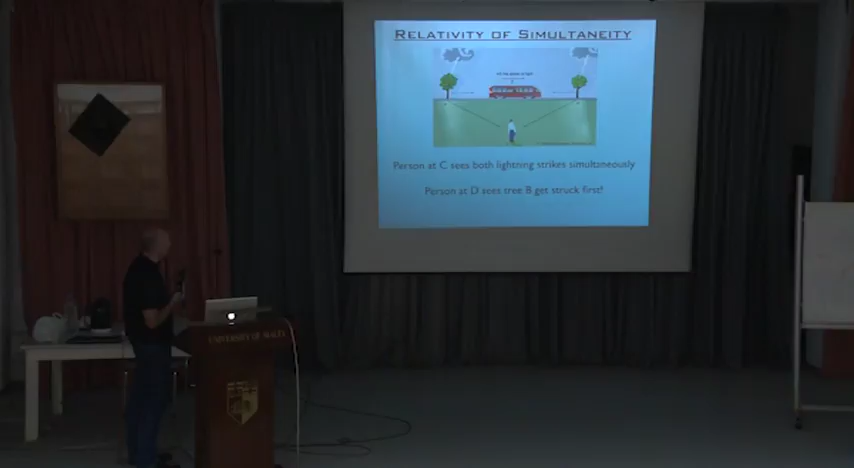 RELATIVITY OF SIMULTANEITY
Person at C sees both lightning strikes simultaneously
Person at D sees tree B get struck first!
UNIVERSITY OF MALTA